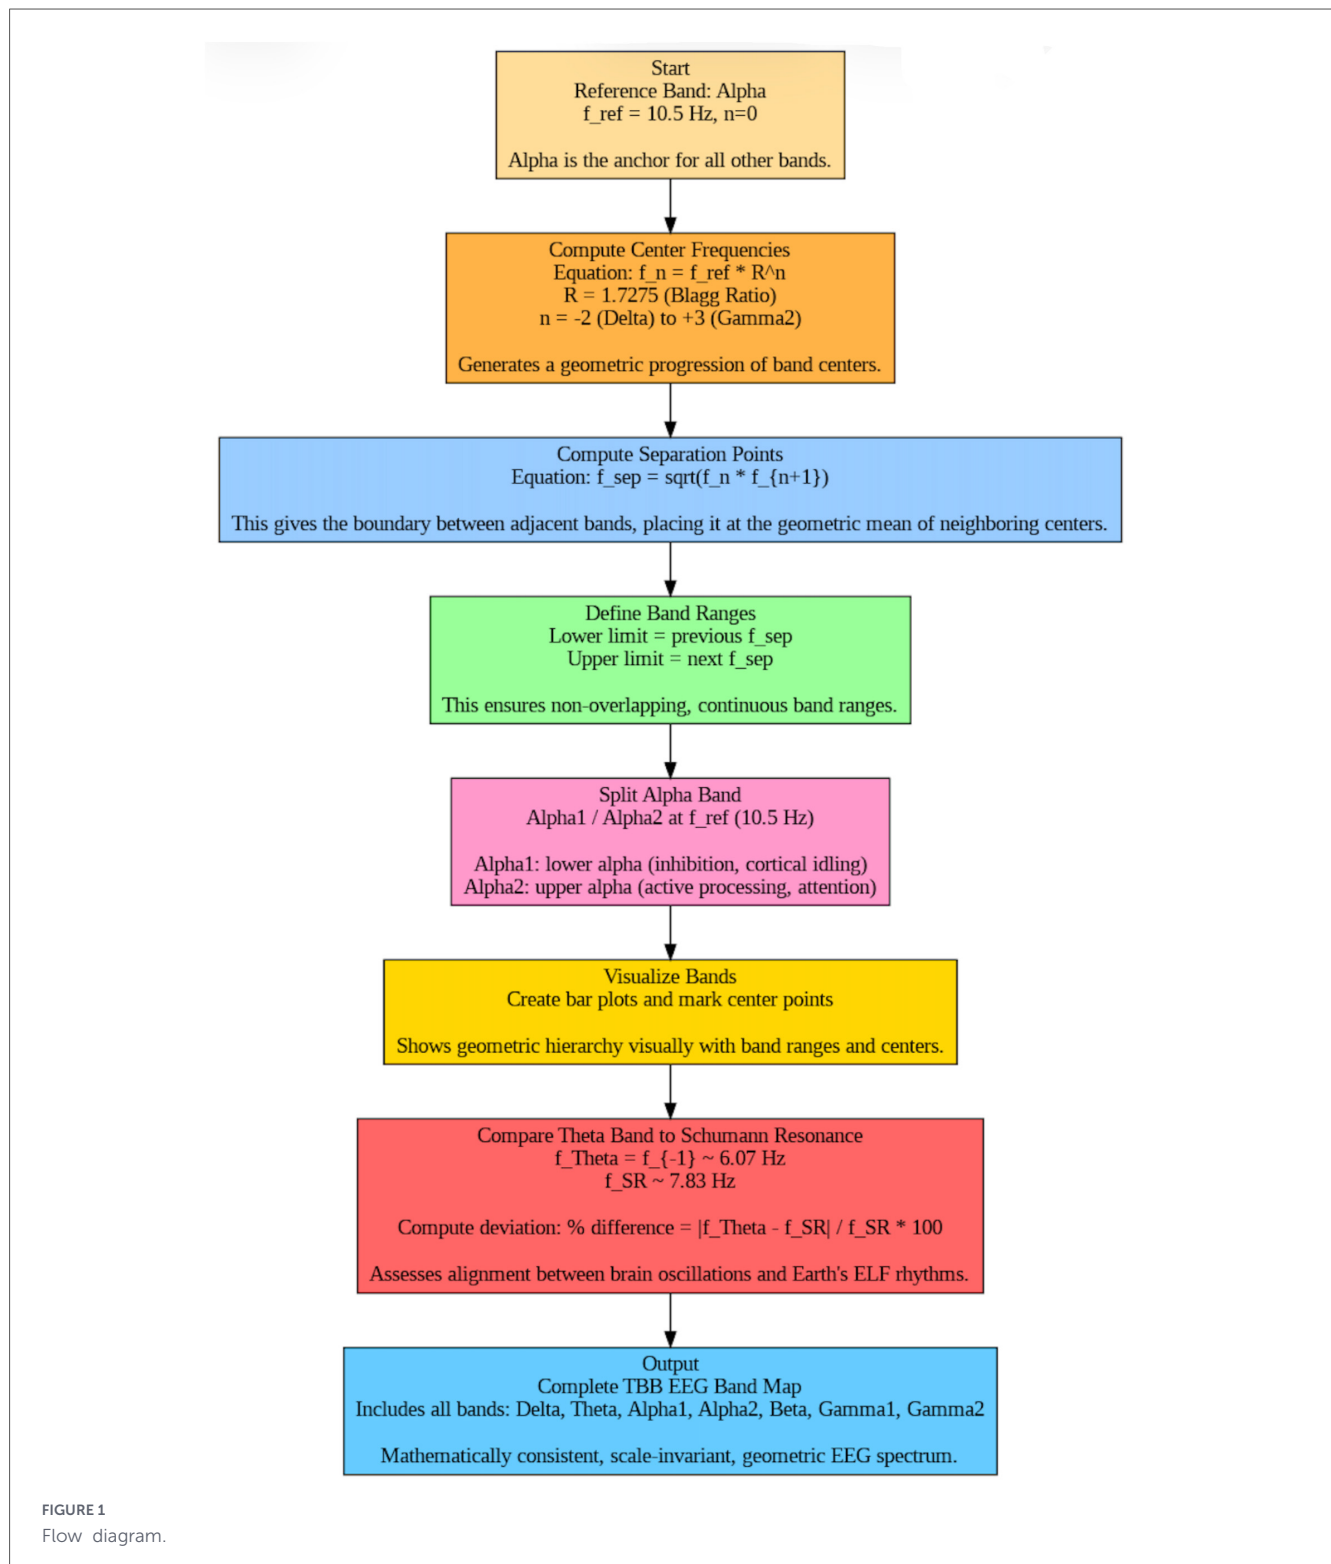 Start
Reference Band: Alpha
f_ref = 10.5 Hz, n=0
Alpha is the anchor for all other bands.
Compute Center Frequencies
Equation: f_n = f_ref * R^n
R = 1.7275 (Blagg Ratio)
n = -2 (Delta) to +3 (Gamma2)
Generates a geometric progression of band centers.
Compute Separation Points
Equation: f_sep = sqrt(f_n * f_{n+1})
This gives the boundary between adjacent bands, placing it at the geometric mean of neighboring centers.
Define Band Ranges
Lower limit = previous f_sep
Upper limit = next f_sep
This ensures non-overlapping, continuous band ranges.
Split Alpha Band
Alpha1 / Alpha2 at f_ref (10.5 Hz)
Alpha1: lower alpha (inhibition, cortical idling)
Alpha2: upper alpha (active processing, attention)
Visualize Bands
Create bar plots and mark center points
Shows geometric hierarchy visually with band ranges and centers.
Compare Theta Band to Schumann Resonance
f_Theta = f_{-1} ~ 6.07 Hz
f_SR ~ 7.83 Hz
Compute deviation: % difference = |f_Theta - f_SR| / f_SR * 100
Assesses alignment between brain oscillations and Earth's ELF rhythms.
Output
Complete TBB EEG Band Map
Includes all bands: Delta, Theta, Alpha1, Alpha2, Beta, Gamma1, Gamma2
Mathematically consistent, scale-invariant, geometric EEG spectrum.
FIGURE 1
Flow diagram.